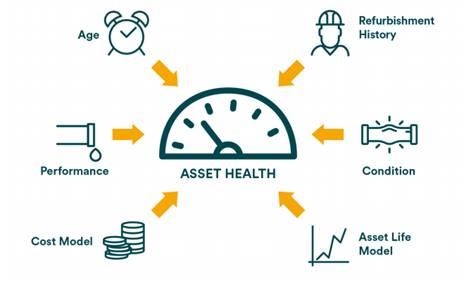 Age
Refurbishment
History
Performance
ASSET HEALTH
Condition
Cost Model
Asset Life
Model